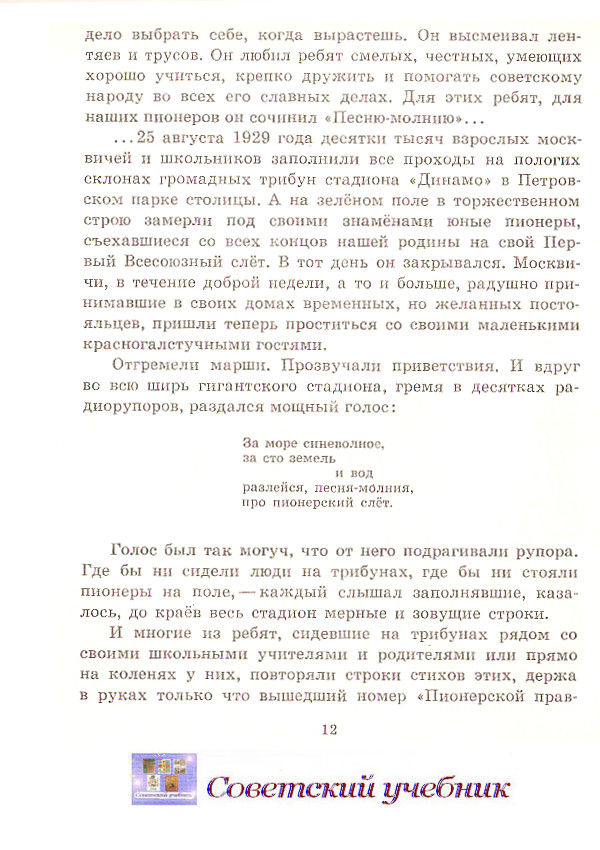 дело выбрать себе, когда вырастешь. Он высмеивал лен-
тяев и трусов. Он любил ребят смелых, честных, умеющих
хорошо учиться, крепко дружить и помогать советскому
народу во всех его славных делах. Для этих ребят, для
наших пионеров он сочинил «Песню-молнию»...
...25 августа 1929 года десятки тысяч взрослых моск-
вичей и школьников заполнили все проходы на пологих
склонах громадных трибун стадиона «Динамо» в Петров-
ском парке столицы. А на зелёном поле в торжественном
строю замерли под своими знамёнами юные пионеры,
съехавшиеся со всех концов нашей родины на свой Пер-
вый Всесоюзный слёт. В тот день он закрывался. Москви-
чи, в течение доброй недели, а то и больше, радушно при-
нимавшие в своих домах временных, но желанных посто-
яльцев, пришли теперь проститься со своими маленькими
красногалстучными гостями.
Отгремели марши. Прозвучали приветствия. И вдруг
во всю ширь гигантского стадиона, гремя в десятках ра-
диорупоров, раздался мощный голос:
За море синеволное,
за сто земель
и вод
разлейся, песня-молния,
про пионерский слёт.
Голос был так могуч, что от него подрагивали рупора.
Где бы ни сидели люди на трибунах, где бы ни стояли
пионеры на поле, — каждый слышал заполнявшие, каза-
лось, до краёв весь стадион мерные и зовущие строки.
И многие из ребят, сидевшие на трибунах рядом со
своими школьными учителями и родителями или прямо
на коленях у них, повторяли строки стихов этих, держа
в руках только что вышедший номер «Пионерской прав-
12
Советский учебник
Советский учебник